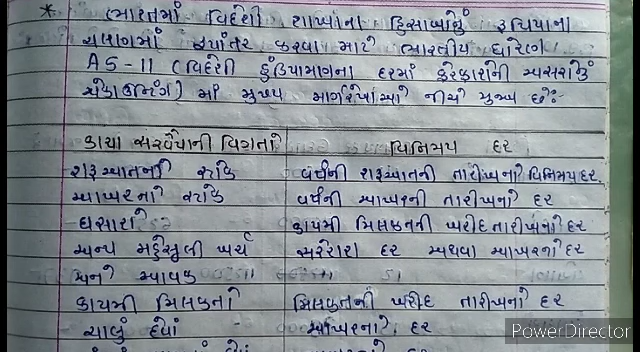 * ભારતમાં વિદેશી શાખાના હિસાબોનું રૂપિયાના
ચલણમાં રૂપાંતર કરવા માટે ભારતીય ધોરણ
AS-11 (વિદેશી હુંડિયામણના દરમાં ફેરફારોની અસરોનું
એકાઉન્ટીંગ) માં મુખ્ય માર્ગરેખાઓ નીચે મુજબ છે:-
કાચા સરવૈયાની વિગતો વિનિમય દર
શરૂઆતનો સ્ટોક વર્ષની શરૂઆતની તારીખનો વિનિમય દર
આખરનો સ્ટોક વર્ષની આખરની તારીખનો દર
ઘસારો કાયમી મિલકતની ખરીદ તારીખનો દર
અન્ય મહેસૂલી ખર્ચ સરેરાશ દર અથવા આખરનો દર
અને આવક
કાયમી મિલકતો મિલકતની ખરીદ તારીખનો દર
ચાલું દેવાં આખરનો દર
PowerDirector